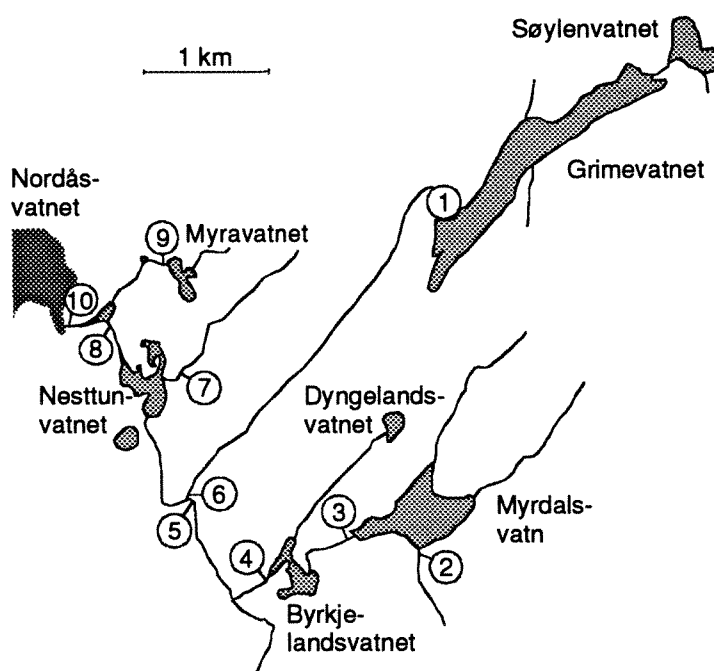 Søylenvatnet
1 km
Grimevatnet
Nordås-
vatnet
1
9
Myravatnet
10
8
7
Nesttun-
vatnet
Dyngelands-
vatnet
6
5
3
Myrdals-
vatn
4
2
Byrkje-
landsvatnet